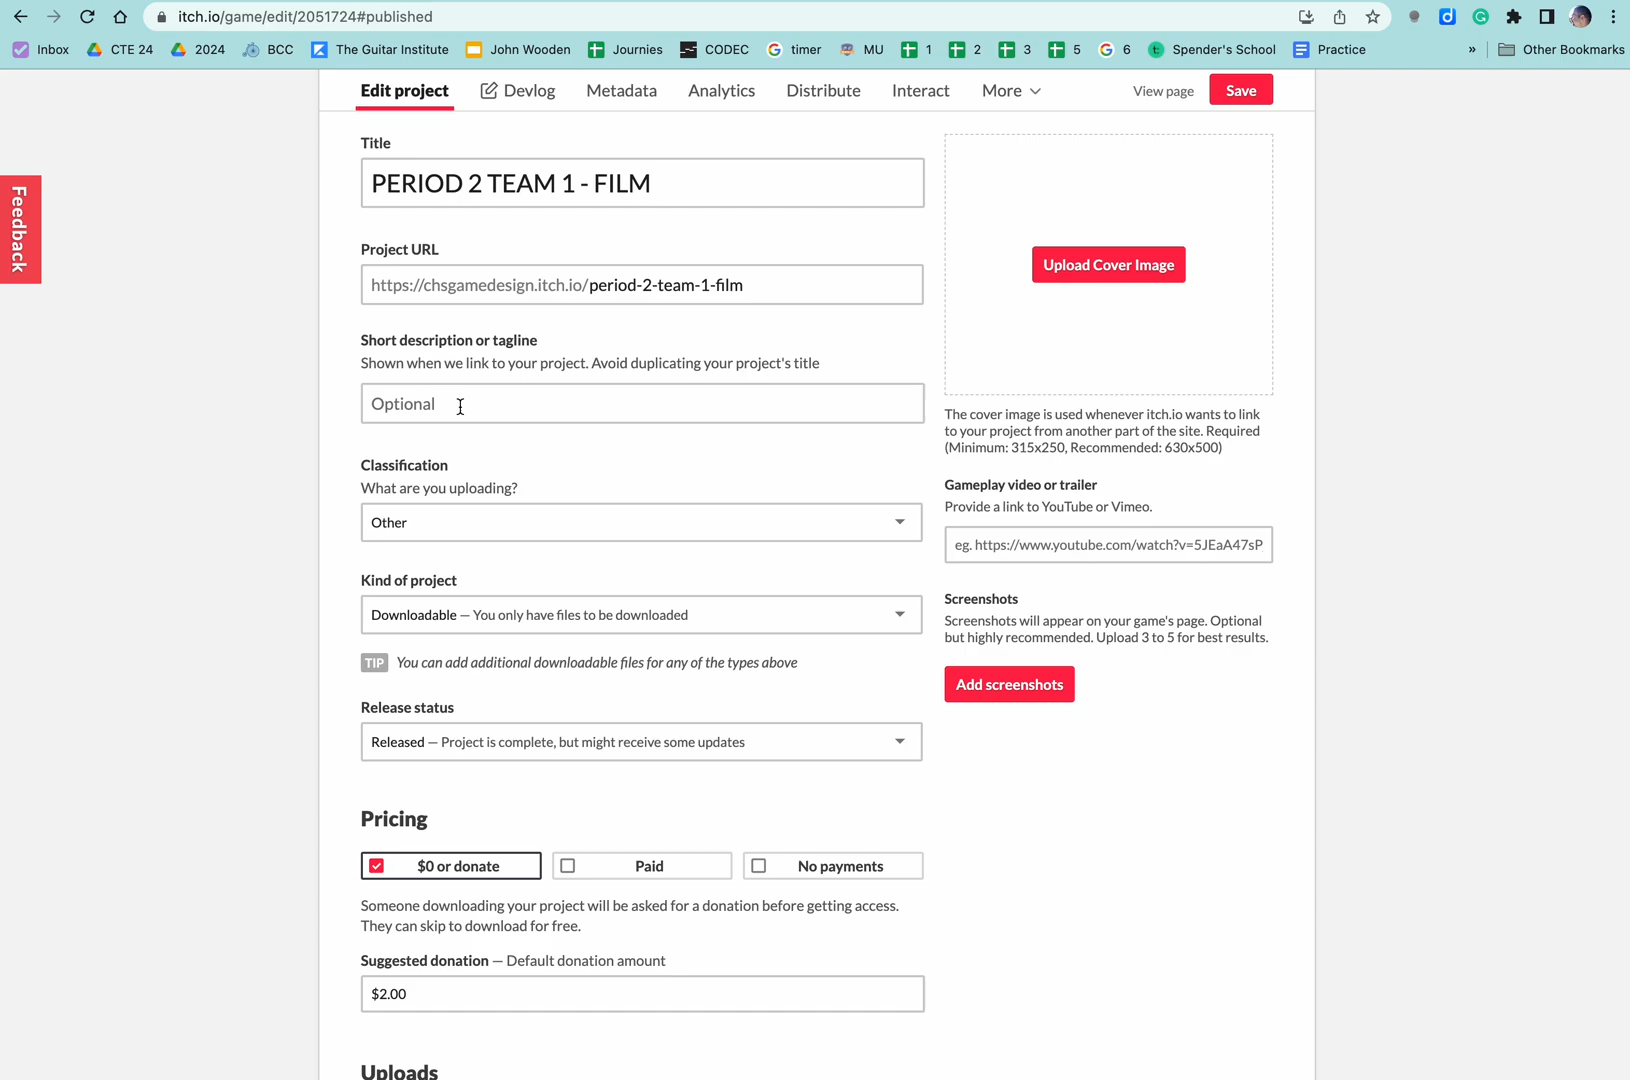 itch.io/game/edit/2051724#published
Inbox CTE 24 2024 BCC The Guitar Institute John Wooden Journies CODEC timer MU 1 2 3 5 6 Spender's School Practice » Other Bookmarks
Edit project Devlog Metadata Analytics Distribute Interact More View page Save
Feedback
Title
PERIOD 2 TEAM 1 - FILM
Project URL
https://chsgamedesign.itch.io/period-2-team-1-film
Short description or tagline
Shown when we link to your project. Avoid duplicating your project's title
Optional
Classification
What are you uploading?
Other
Kind of project
Downloadable — You only have files to be downloaded
TIP You can add additional downloadable files for any of the types above
Release status
Released — Project is complete, but might receive some updates
Pricing
$0 or donate Paid No payments
Someone downloading your project will be asked for a donation before getting access.
They can skip to download for free.
Suggested donation — Default donation amount
$2.00
Uploads
Upload Cover Image
The cover image is used whenever itch.io wants to link
to your project from another part of the site. Required
(Minimum: 315x250, Recommended: 630x500)
Gameplay video or trailer
Provide a link to YouTube or Vimeo.
eg. https://www.youtube.com/watch?v=5JEaA47sP
Screenshots
Screenshots will appear on your game's page. Optional
but highly recommended. Upload 3 to 5 for best results.
Add screenshots